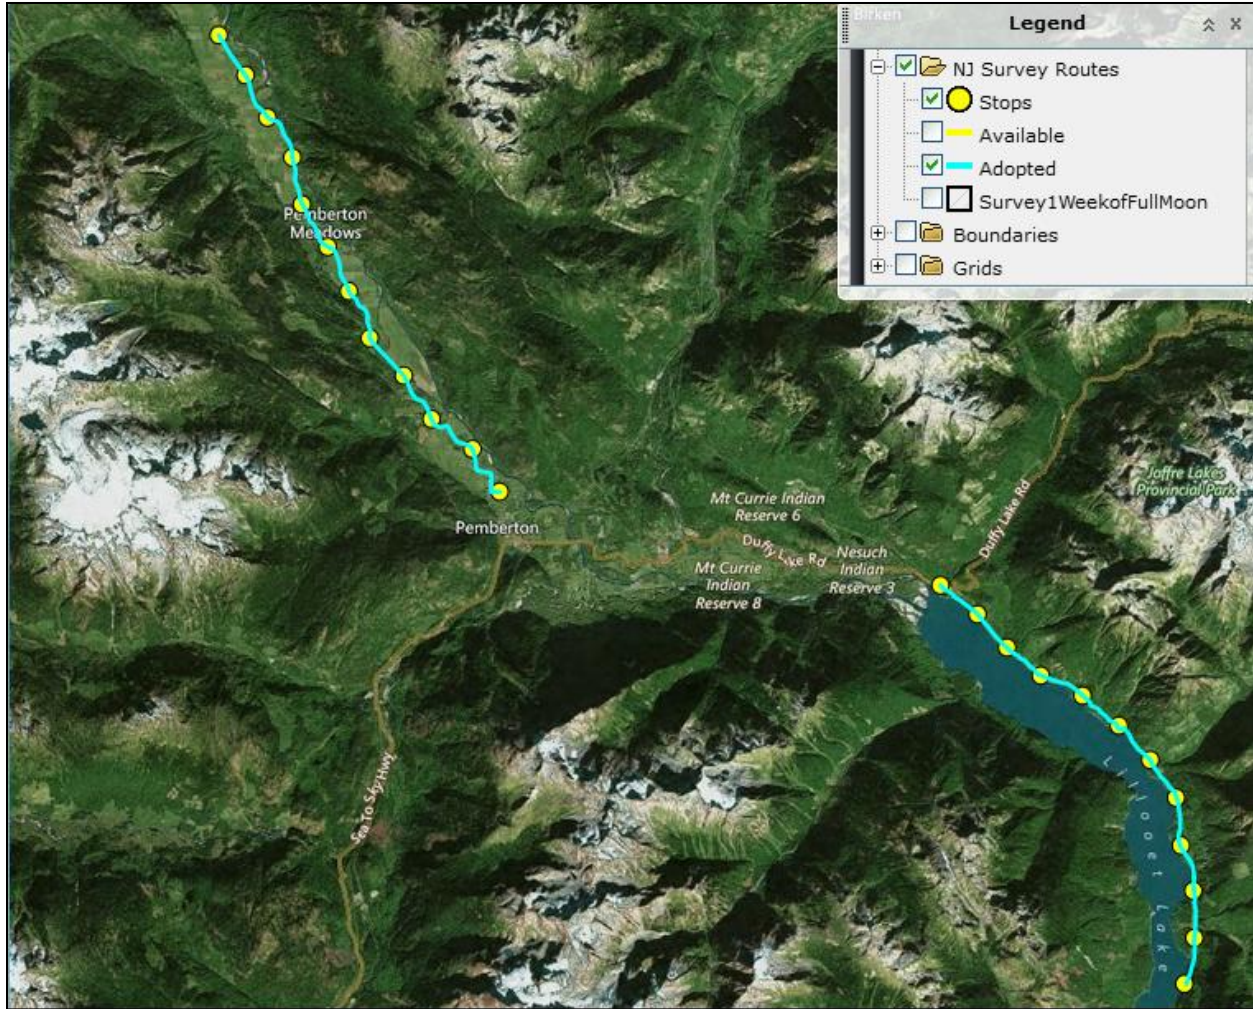 Birken
Legend
NJ Survey Routes
Stops
Available
Adopted
Survey1WeekofFullMoon
Boundaries
Grids
Pemberton
Meadows
Joffre Lakes
Provincial Park
Mt Currie Indian
Reserve 6
Duffy Lake Rd
Pemberton
Duffy Lake Rd
Nesuch
Indian
Reserve 3
Mt Currie
Indian
Reserve 8
Sea To Sky Hwy
Lillooet Lake